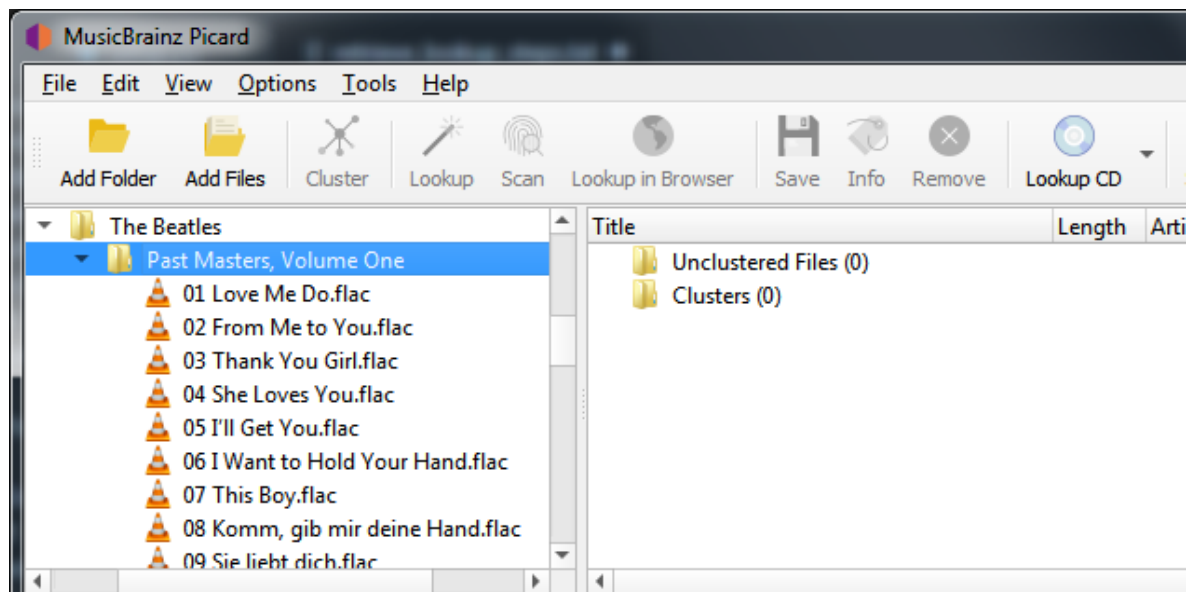 MusicBrainz Picard
File Edit View Options Tools Help
Add Folder Add Files Cluster Lookup Scan Lookup in Browser Save Info Remove Lookup CD
The Beatles
Past Masters, Volume One
01 Love Me Do.flac
02 From Me to You.flac
03 Thank You Girl.flac
04 She Loves You.flac
05 I'll Get You.flac
06 I Want to Hold Your Hand.flac
07 This Boy.flac
08 Komm, gib mir deine Hand.flac
09 Sie liebt dich.flac
Title Length Arti
Unclustered Files (0)
Clusters (0)